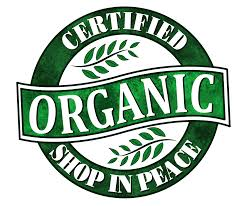 CERTIFIED
ORGANIC
SHOP IN PEACE